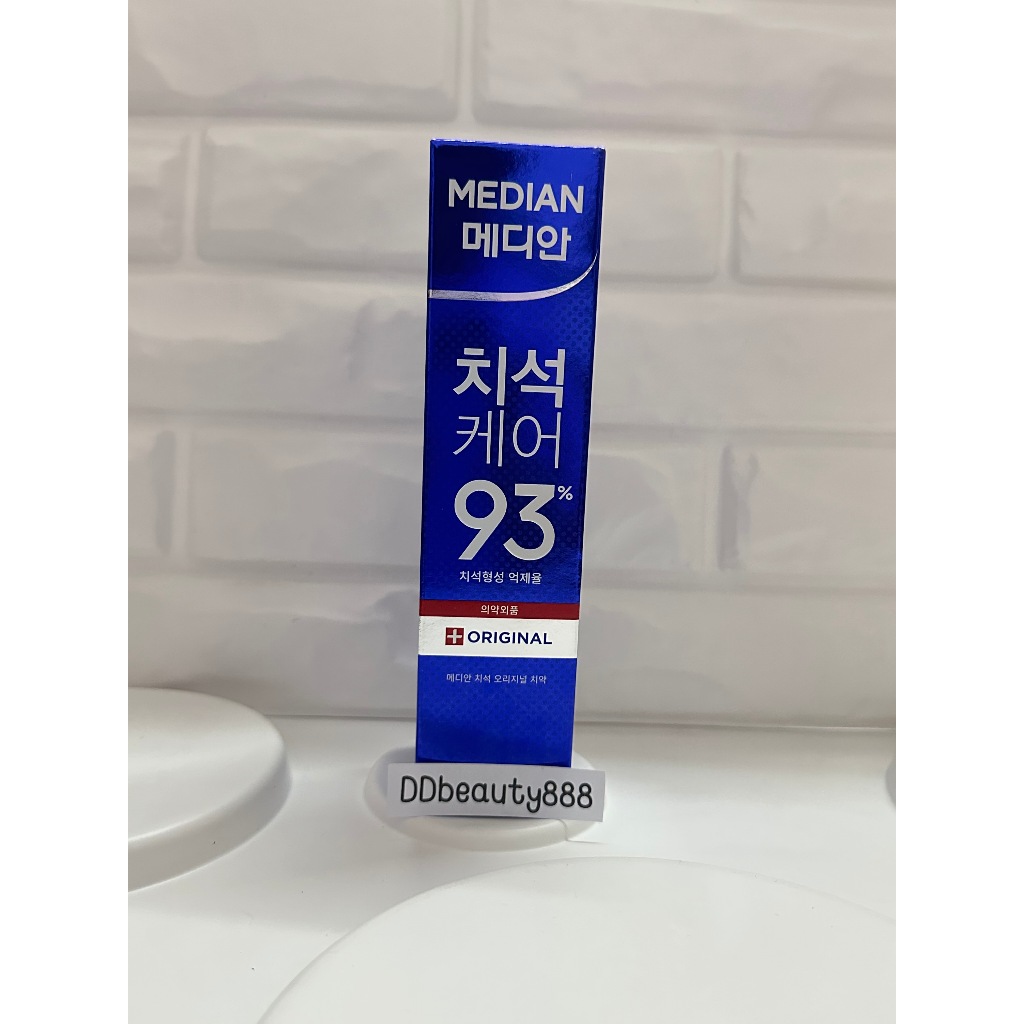 MEDIAN
메디안
치석
케어
93%
치석형성 억제율
의약외품
ORIGINAL
메디안 치석 오리지널 치약
DDbeauty888